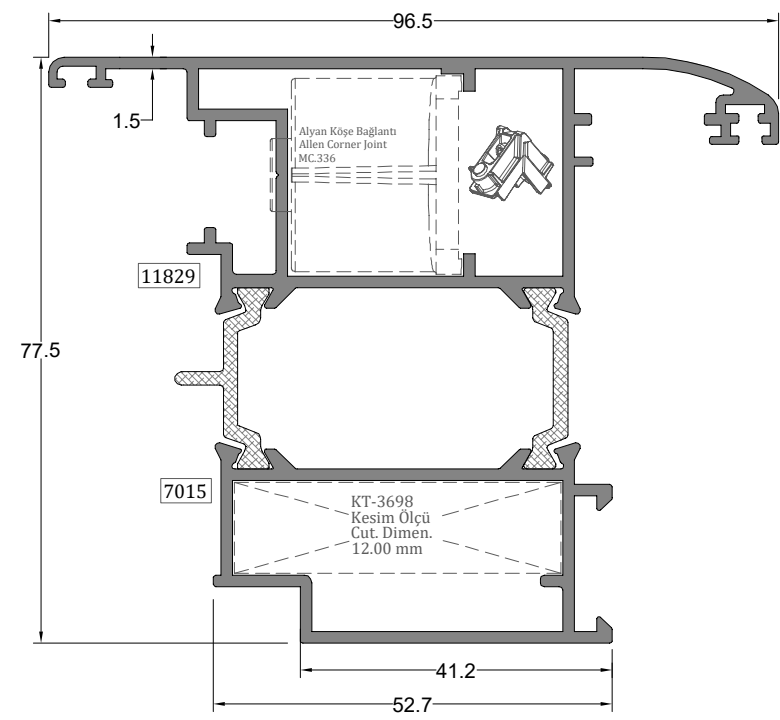 96.5
1.5
Alyan Köşe Bağlantı
Allen Corner Joint
MC.336
11829
77.5
7015
KT-3698
Kesim Ölçü
Cut. Dimen.
12.00 mm
41.2
52.7